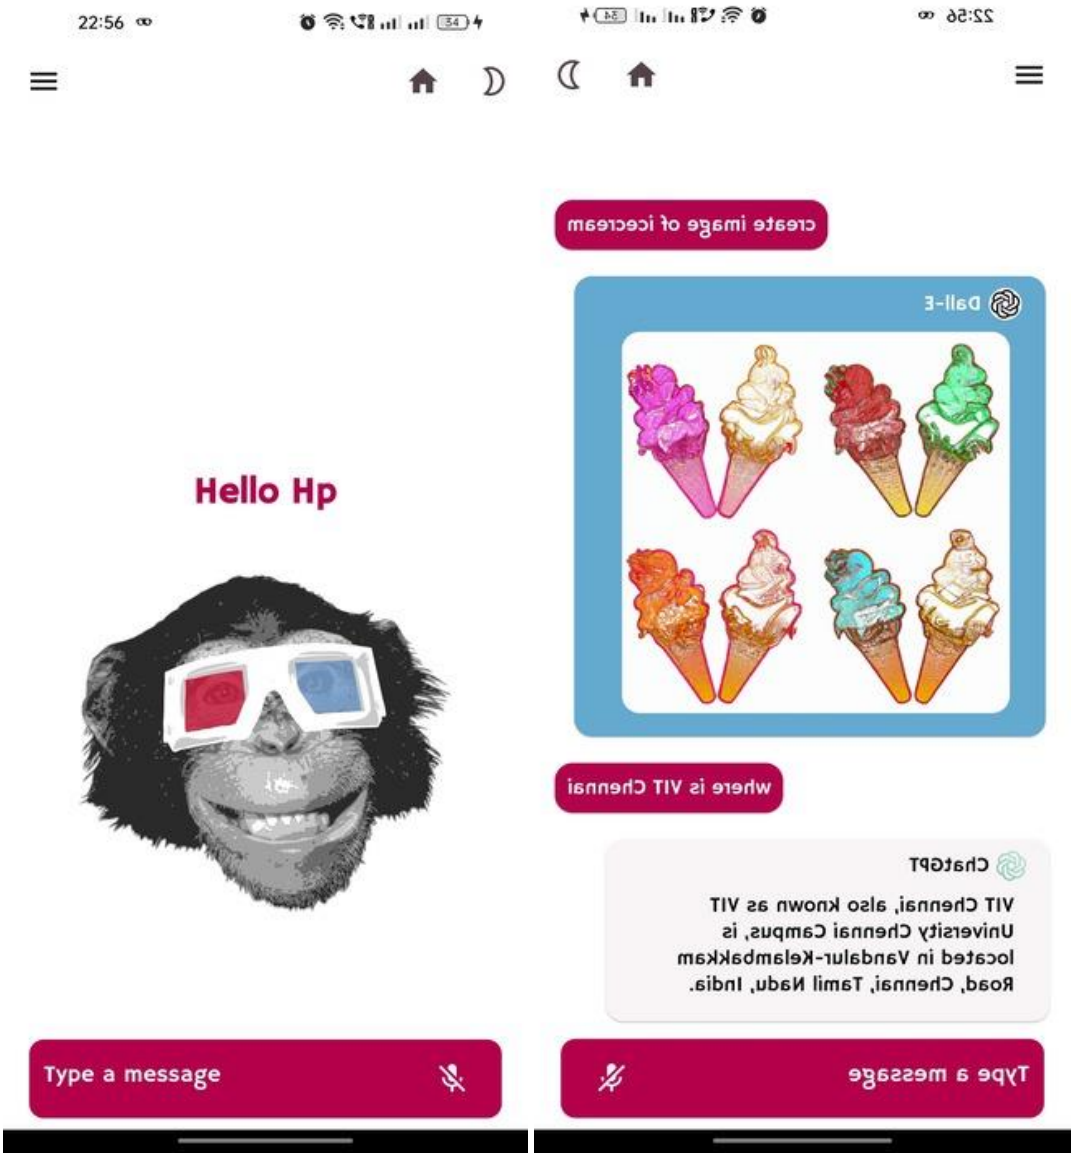 22:56
34
Hello Hp
Type a message
22:56
34
create image of icecream
Dall-E
where is VIT Chennai
ChatGPT
VIT Chennai, also known as VIT
University Chennai Campus, is
located in Vandalur-Kelambakkam
Road, Chennai, Tamil Nadu, India.
Type a message